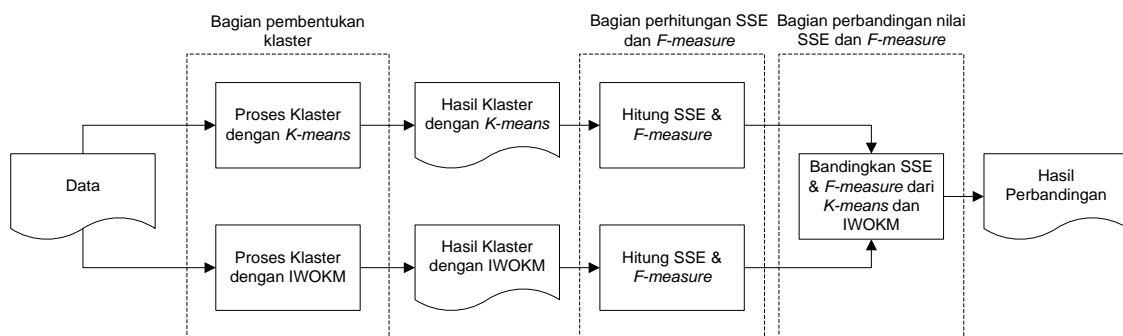 Bagian pembentukan
klaster
Bagian perhitungan SSE
dan F-measure
Bagian perbandingan nilai
SSE dan F-measure
Proses Klaster
dengan K-means
Hasil Klaster
dengan K-means
Hitung SSE &
F-measure
Data
Bandingkan SSE
& F-measure dari
K-means dan
IWOKM
Hasil
Perbandingan
Proses Klaster
dengan IWOKM
Hasil Klaster
dengan IWOKM
Hitung SSE &
F-measure